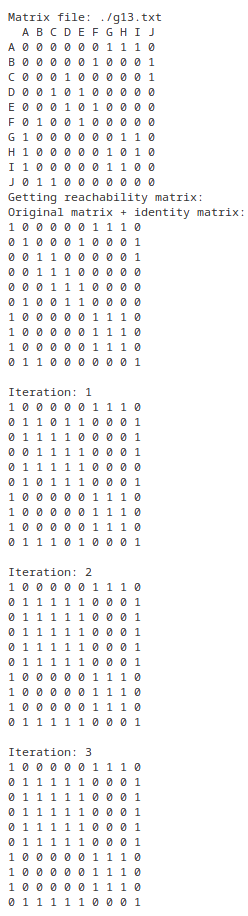 Matrix file: ./g13.txt
  A B C D E F G H I J
A 0 0 0 0 0 0 1 1 1 0
B 0 0 0 0 0 1 0 0 0 1
C 0 0 0 1 0 0 0 0 0 1
D 0 0 1 0 1 0 0 0 0 0
E 0 0 0 1 0 1 0 0 0 0
F 0 1 0 0 1 0 0 0 0 0
G 1 0 0 0 0 0 0 1 1 0
H 1 0 0 0 0 0 1 0 1 0
I 1 0 0 0 0 0 1 1 0 0
J 0 1 1 0 0 0 0 0 0 0
Getting reachability matrix:
Original matrix + identity matrix:
1 0 0 0 0 0 1 1 1 0
0 1 0 0 0 1 0 0 0 1
0 0 1 1 0 0 0 0 0 1
0 0 1 1 1 0 0 0 0 0
0 0 0 1 1 1 0 0 0 0
0 1 0 0 1 1 0 0 0 0
1 0 0 0 0 0 1 1 1 0
1 0 0 0 0 0 1 1 1 0
1 0 0 0 0 0 1 1 1 0
0 1 1 0 0 0 0 0 0 1

Iteration: 1
1 0 0 0 0 0 1 1 1 0
0 1 1 0 1 1 0 0 0 1
0 1 1 1 1 0 0 0 0 1
0 0 1 1 1 1 0 0 0 1
0 1 1 1 1 1 0 0 0 0
0 1 0 1 1 1 0 0 0 1
1 0 0 0 0 0 1 1 1 0
1 0 0 0 0 0 1 1 1 0
1 0 0 0 0 0 1 1 1 0
0 1 1 1 0 1 0 0 0 1

Iteration: 2
1 0 0 0 0 0 1 1 1 0
0 1 1 1 1 1 0 0 0 1
0 1 1 1 1 1 0 0 0 1
0 1 1 1 1 1 0 0 0 1
0 1 1 1 1 1 0 0 0 1
0 1 1 1 1 1 0 0 0 1
1 0 0 0 0 0 1 1 1 0
1 0 0 0 0 0 1 1 1 0
1 0 0 0 0 0 1 1 1 0
0 1 1 1 1 1 0 0 0 1

Iteration: 3
1 0 0 0 0 0 1 1 1 0
0 1 1 1 1 1 0 0 0 1
0 1 1 1 1 1 0 0 0 1
0 1 1 1 1 1 0 0 0 1
0 1 1 1 1 1 0 0 0 1
0 1 1 1 1 1 0 0 0 1
1 0 0 0 0 0 1 1 1 0
1 0 0 0 0 0 1 1 1 0
1 0 0 0 0 0 1 1 1 0
0 1 1 1 1 1 0 0 0 1